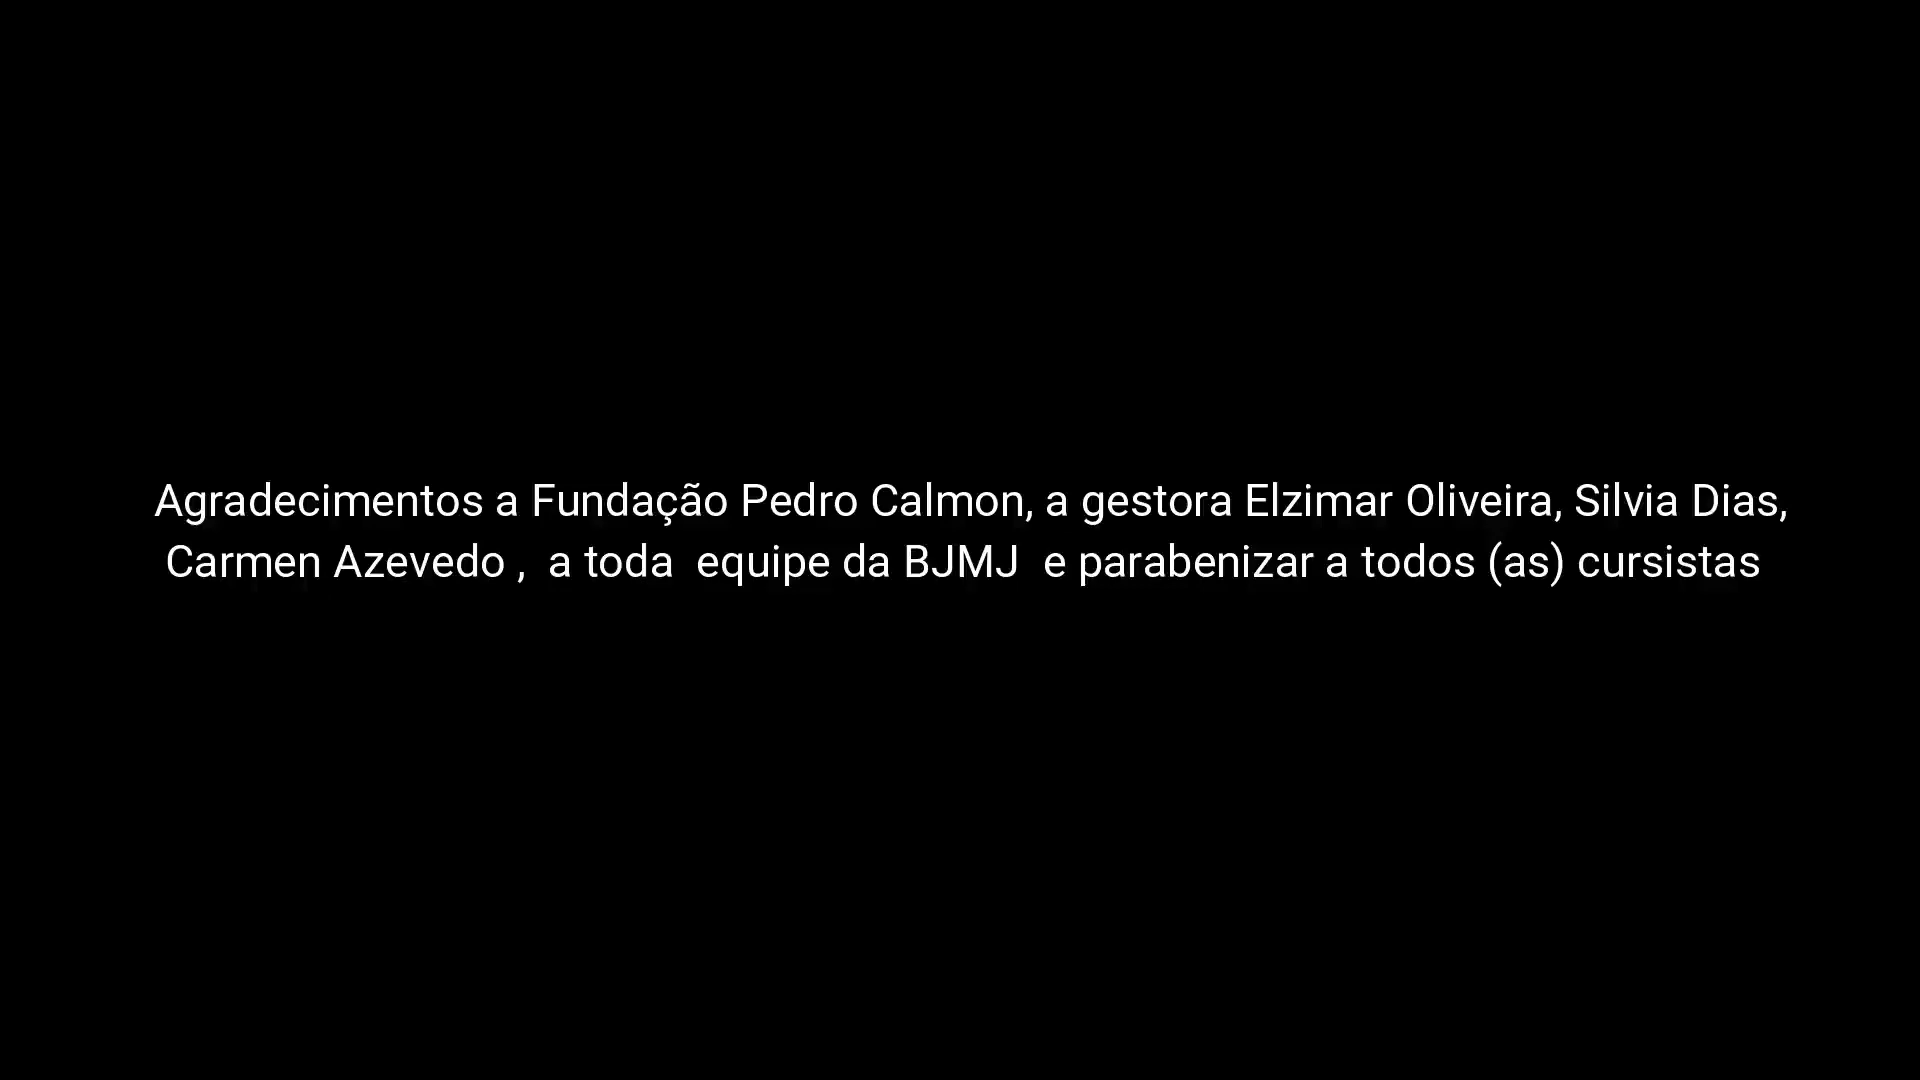 Agradecimentos a Fundação Pedro Calmon, a gestora Elzimar Oliveira, Silvia Dias,
Carmen Azevedo ,  a toda  equipe da BJMJ  e parabenizar a todos (as) cursistas